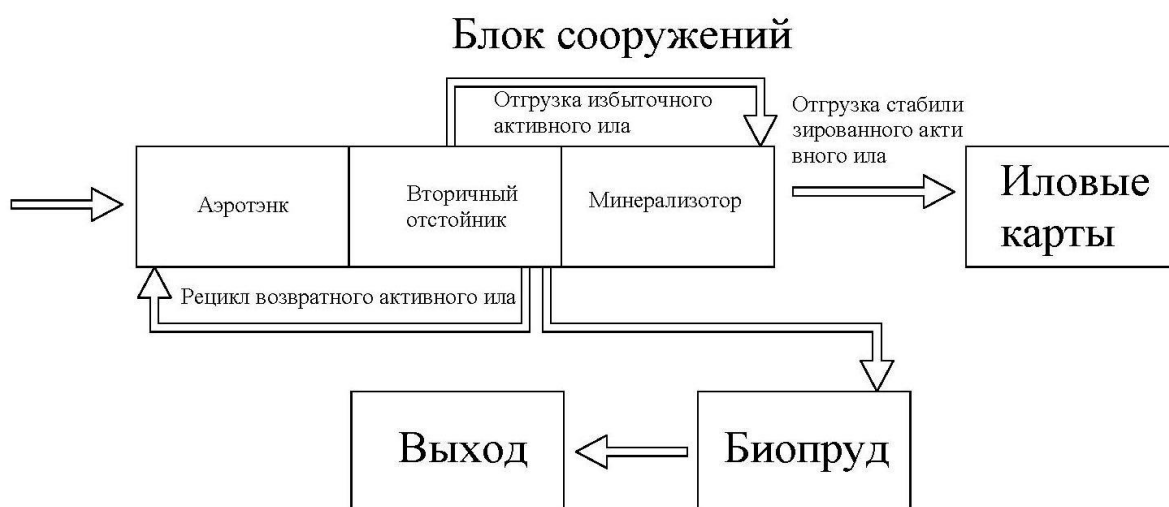 Блок сооружений
Отгрузка избыточного
активного ила
Отгрузка стабили
зированного акти
вного ила
Аэротэнк
Вторичный
отстойник
Минерализотор
Иловые
карты
Рецикл возвратного активного ила
Выход
Биопруд